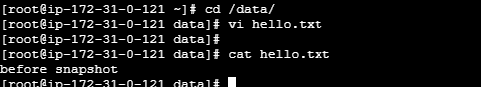 [root@ip-172-31-0-121 ~]# cd /data/
[root@ip-172-31-0-121 data]# vi hello.txt
[root@ip-172-31-0-121 data]#
[root@ip-172-31-0-121 data]# cat hello.txt
before snapshot
[root@ip-172-31-0-121 data]#